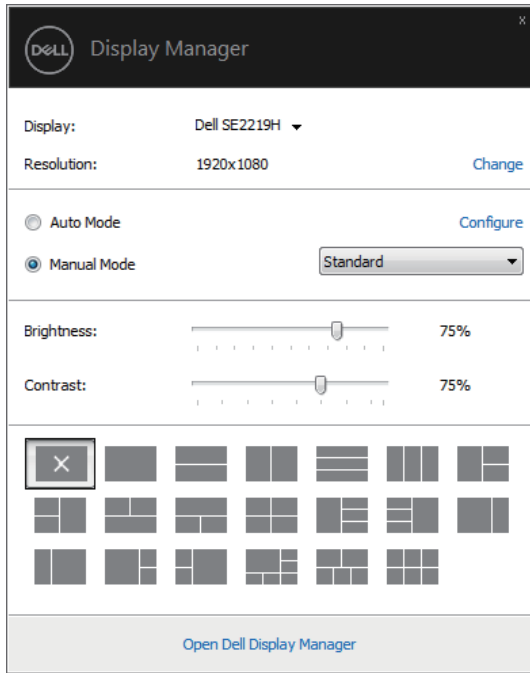 x
DELL Display Manager
Display: Dell SE2219H
Resolution: 1920x1080 Change
Auto Mode Configure
Manual Mode Standard
Brightness: 75%
Contrast: 75%
Open Dell Display Manager